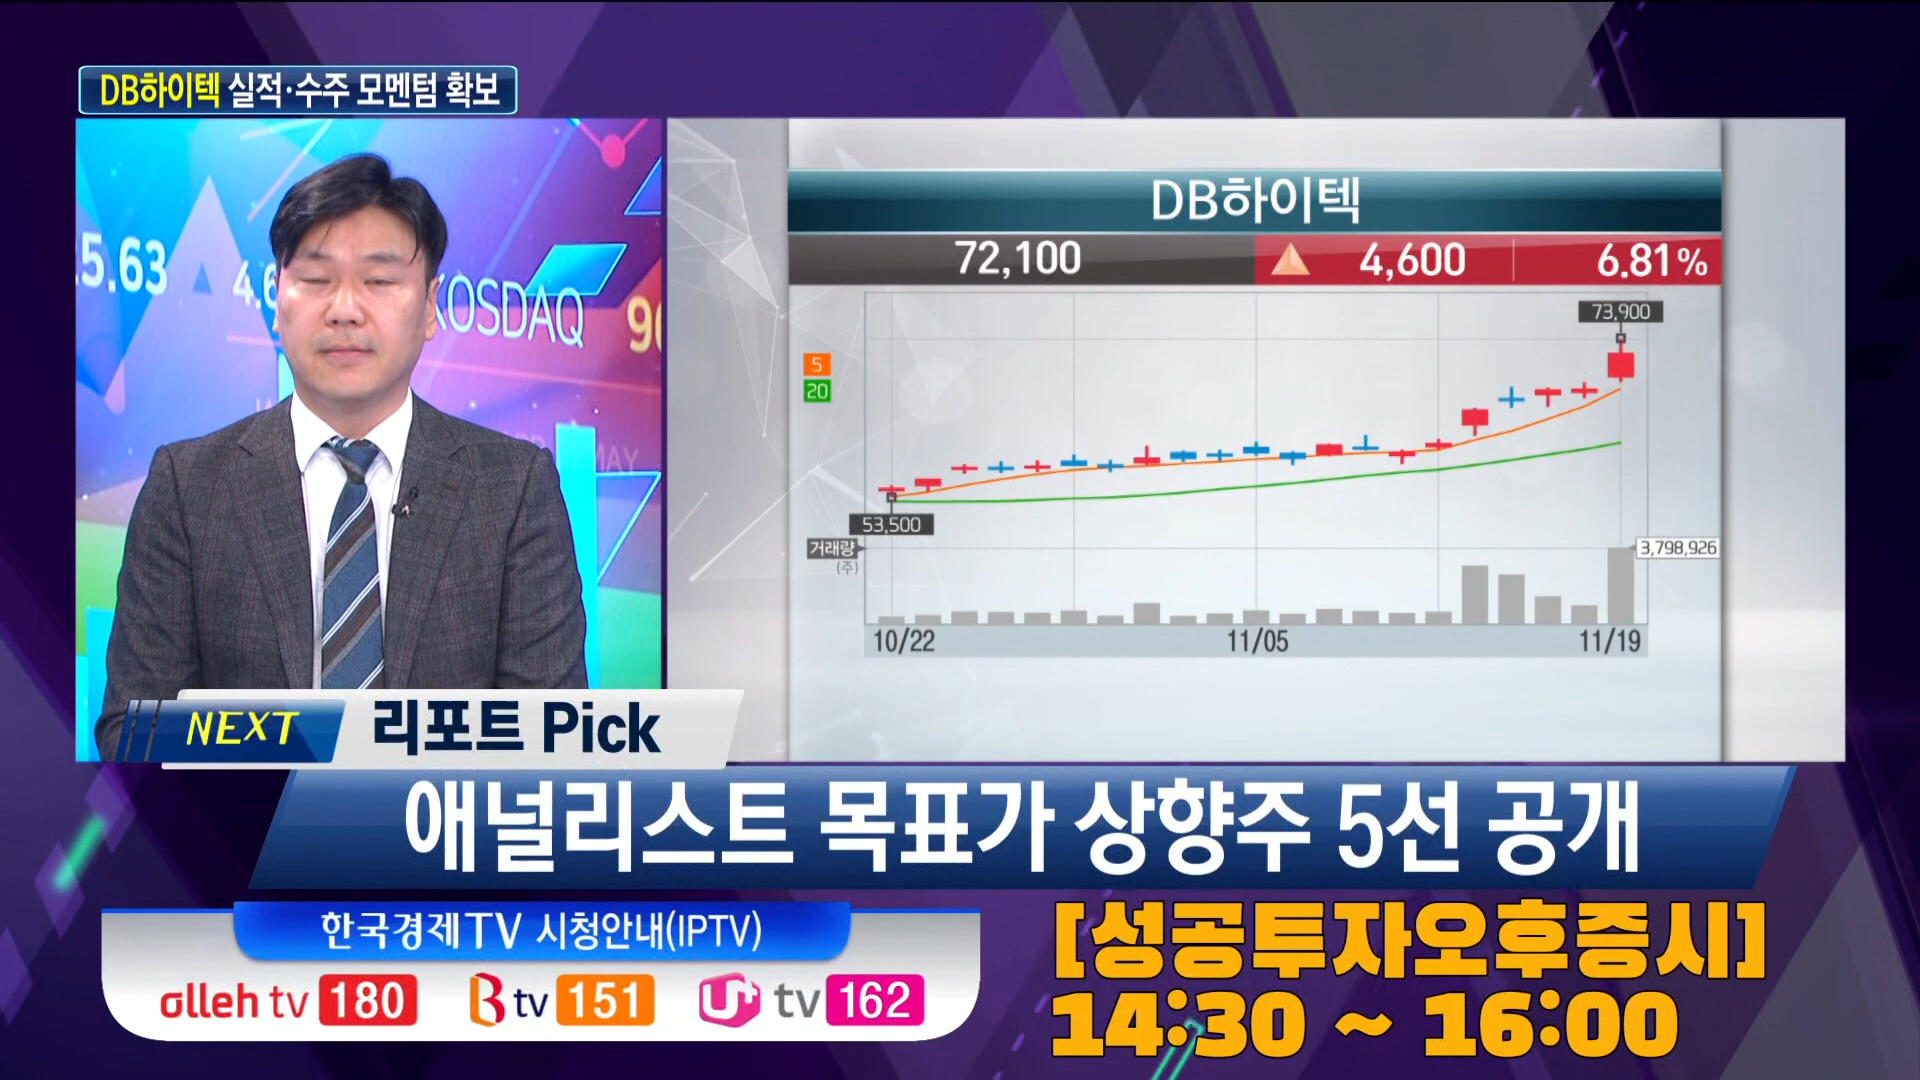 DB하이텍 실적·수주 모멘텀 확보
5.63
4.6
KOSDAQ
90
MAY
DB하이텍
72,100 4,600 6.81%
73,900
5
20
53,500
거래량
(주)
3,798,926
10/22 11/05 11/19
NEXT 리포트 Pick
애널리스트 목표가 상향주 5선 공개
한국경제TV 시청안내(IPTV)
olleh tv 180 B tv 151 U+ tv 162
[성공투자오후증시]
14:30 ~ 16:00